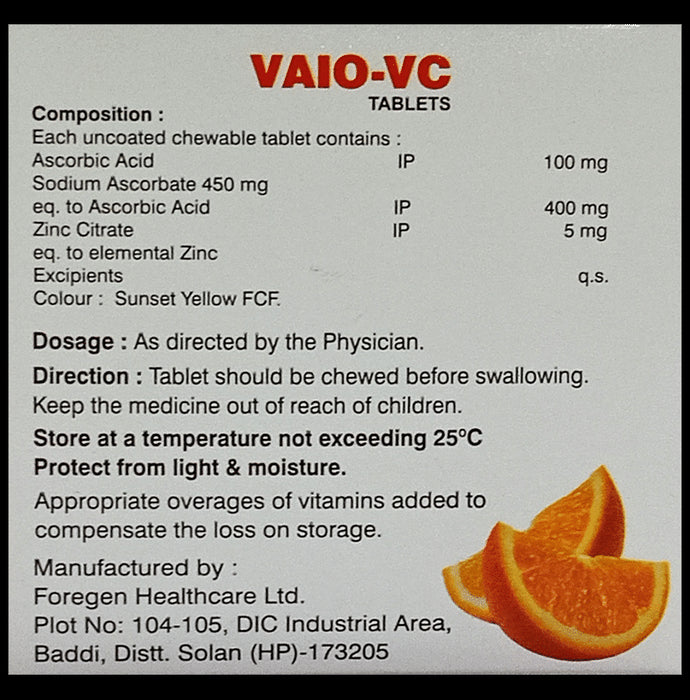 VAIO-VC
TABLETS
Composition :
Each uncoated chewable tablet contains :
Ascorbic Acid IP 100 mg
Sodium Ascorbate 450 mg
eq. to Ascorbic Acid IP 400 mg
Zinc Citrate IP 5 mg
eq. to elemental Zinc
Excipients q.s.
Colour : Sunset Yellow FCF.
Dosage : As directed by the Physician.
Direction : Tablet should be chewed before swallowing.
Keep the medicine out of reach of children.
Store at a temperature not exceeding 25ºC
Protect from light & moisture.
Appropriate overages of vitamins added to
compensate the loss on storage.
Manufactured by :
Foregen Healthcare Ltd.
Plot No: 104-105, DIC Industrial Area,
Baddi, Distt. Solan (HP)-173205